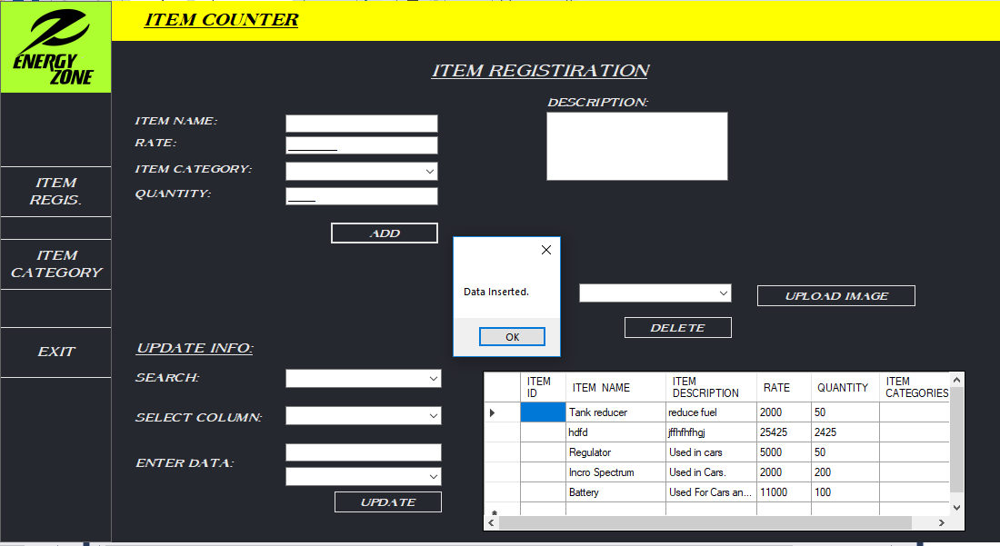 ITEM COUNTER
ENERGY
ZONE
ITEM REGISTIRATION
DESCRIPTION:
ITEM NAME:
RATE:
ITEM CATEGORY:
QUANTITY:
ADD
ITEM
REGIS.
ITEM
CATEGORY
EXIT
Data Inserted.
OK
UPLOAD IMAGE
DELETE
UPDATE INFO:
SEARCH:
SELECT COLUMN:
ENTER DATA:
UPDATE
ITEM ID ITEM NAME ITEM DESCRIPTION RATE QUANTITY ITEM CATEGORIES
Tank reducer reduce fuel 2000 50
hdfd jffhfhfhgj 25425 2425
Regulator Used in cars 5000 50
Incro Spectrum Used in Cars. 2000 200
Battery Used For Cars an... 11000 100